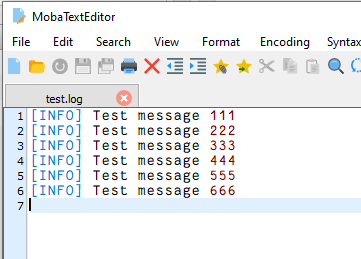 MobaTextEditor
File Edit Search View Format Encoding Syntax
test.log
1 [INFO] Test message 111
2 [INFO] Test message 222
3 [INFO] Test message 333
4 [INFO] Test message 444
5 [INFO] Test message 555
6 [INFO] Test message 666
7